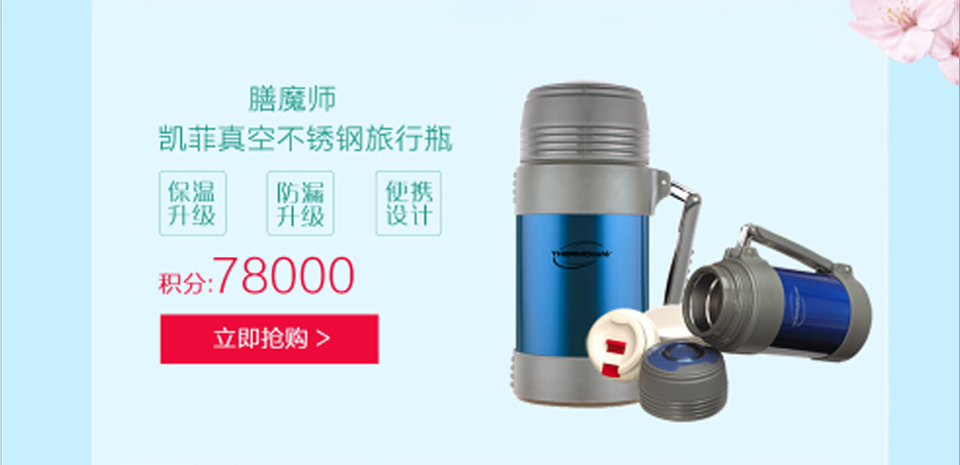 膳魔师
凯菲真空不锈钢旅行瓶
保温
升级
防漏
升级
便携
设计
积分:78000
立即抢购 >
THERMOcafé